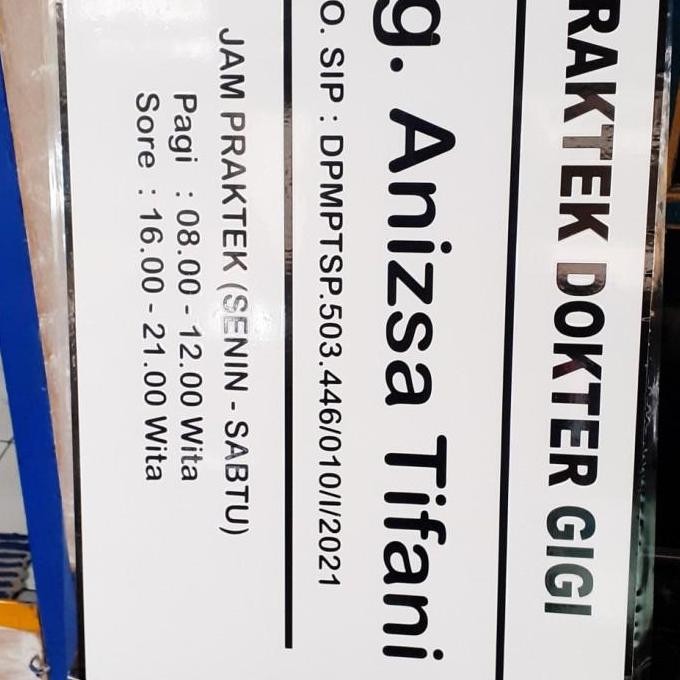 RAKTEK DOKTER GIGI
g. Anizsa Tifani
O. SIP : DPMPTSP.503.446/010/II/2021
JAM PRAKTEK (SENIN - SABTU)
Pagi : 08.00 - 12.00 Wita
Sore : 16.00 - 21.00 Wita